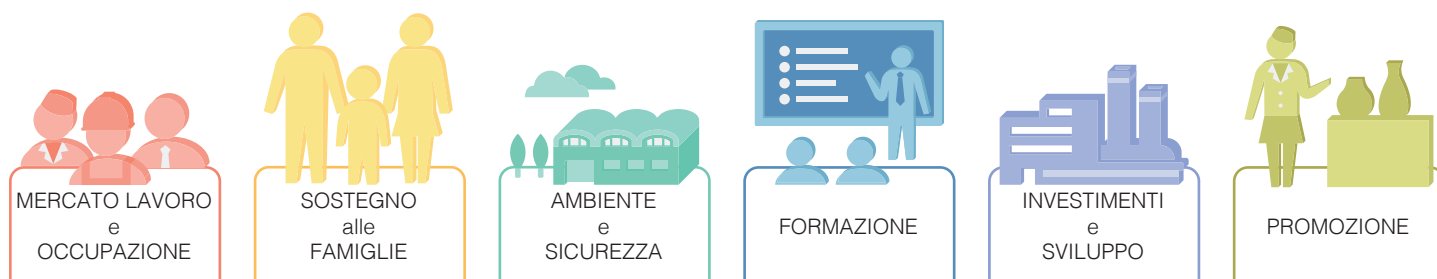 MERCATO LAVORO
e
OCCUPAZIONE
SOSTEGNO
alle
FAMIGLIE
AMBIENTE
e
SICUREZZA
FORMAZIONE
INVESTIMENTI
e
SVILUPPO
PROMOZIONE